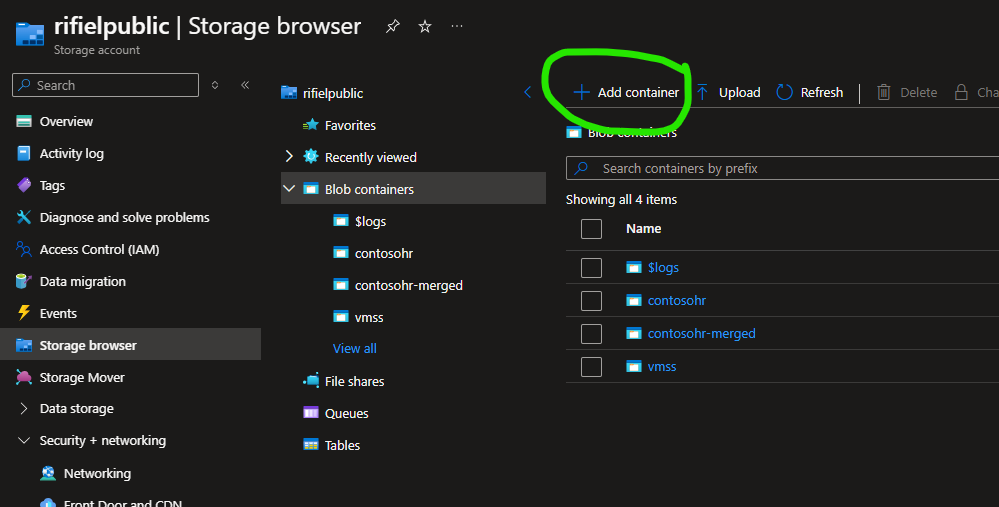 rifielpublic | Storage browser
Storage account
Search
Overview
Activity log
Tags
Diagnose and solve problems
Access Control (IAM)
Data migration
Events
Storage browser
Storage Mover
Data storage
Security + networking
Networking
Front Door and CDN
rifielpublic
Favorites
Recently viewed
Blob containers
$logs
contosohr
contosohr-merged
vmss
View all
File shares
Queues
Tables
Add container Upload Refresh Delete Cha
Blob containers
Search containers by prefix
Showing all 4 items
Name
$logs
contosohr
contosohr-merged
vmss